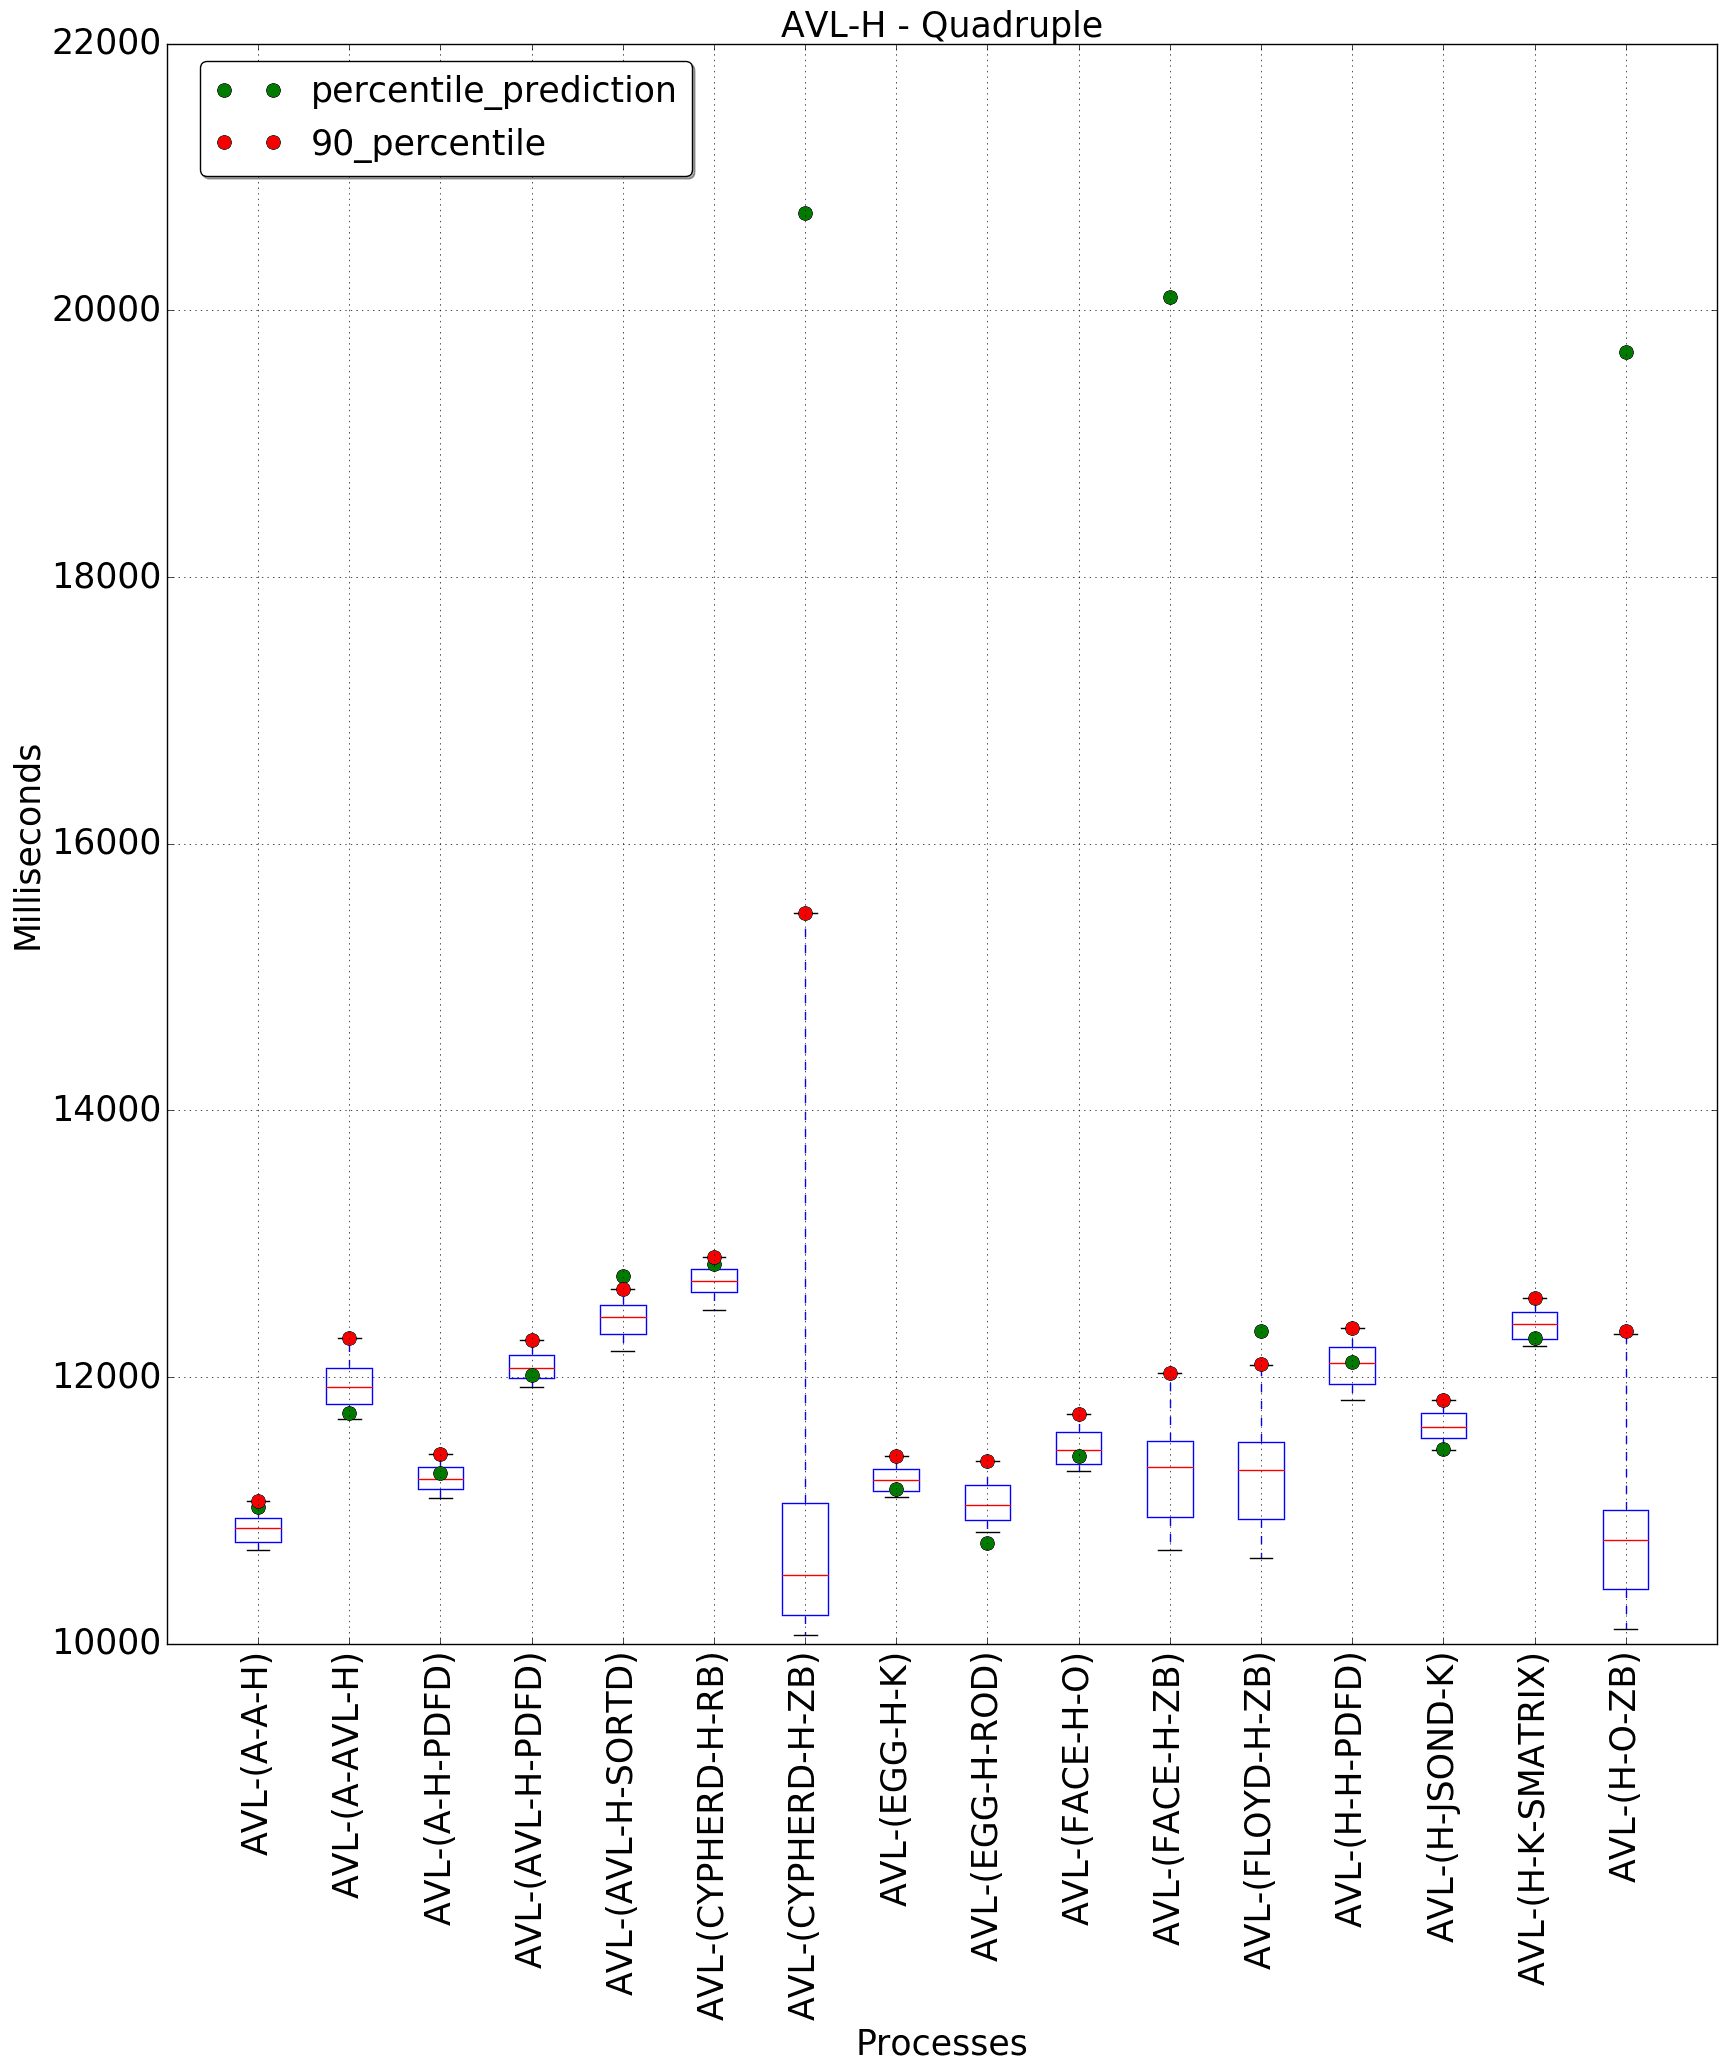 AVL-H - Quadruple
percentile_prediction
90_percentile
22000
20000
18000
16000
14000
12000
10000
Milliseconds
AVL-(A-A-H)
AVL-(A-AVL-H)
AVL-(A-H-PDFD)
AVL-(AVL-H-PDFD)
AVL-(AVL-H-SORTD)
AVL-(CYPHERD-H-RB)
AVL-(CYPHERD-H-ZB)
AVL-(EGG-H-K)
AVL-(EGG-H-ROD)
AVL-(FACE-H-O)
AVL-(FACE-H-ZB)
AVL-(FLOYD-H-ZB)
AVL-(H-H-PDFD)
AVL-(H-JSOND-K)
AVL-(H-K-SMATRIX)
AVL-(H-O-ZB)
Processes